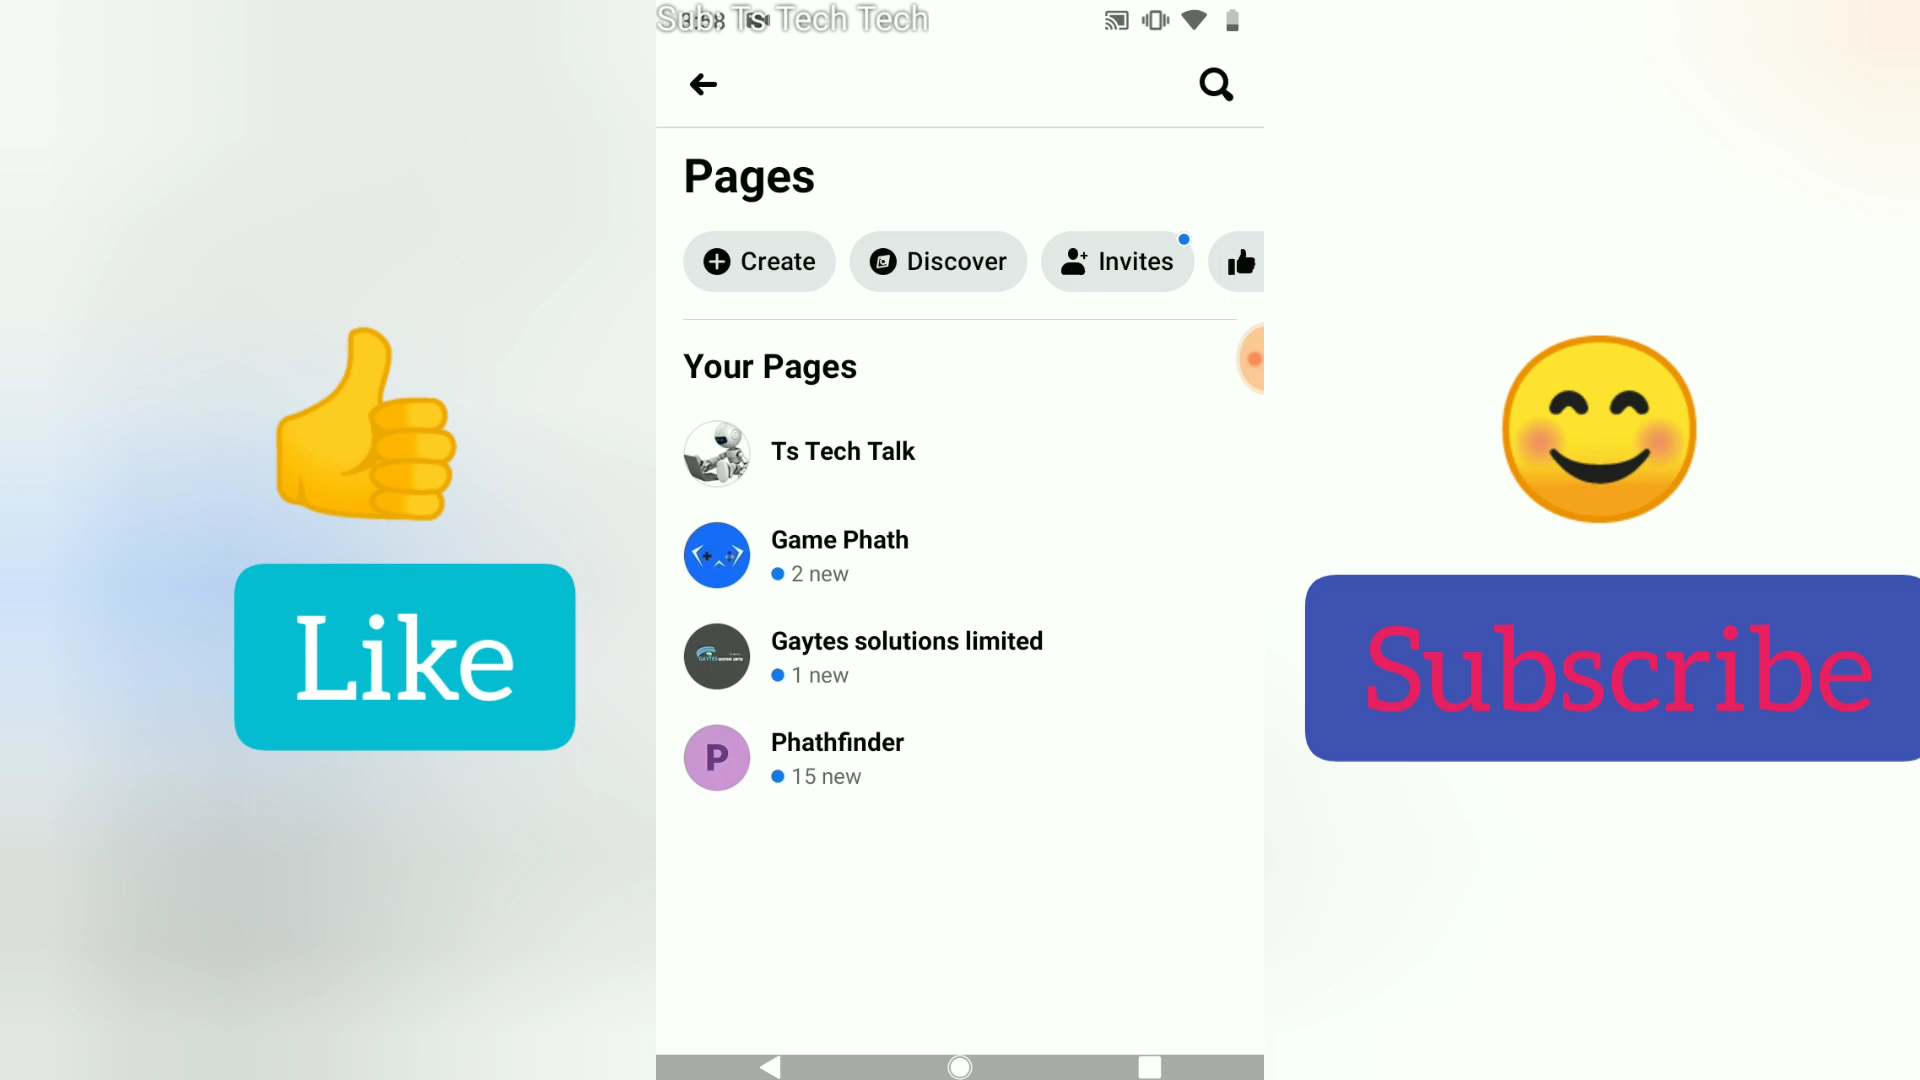 Sub: Ts Tech Tech
Pages
Create
Discover
Invites
Your Pages
Ts Tech Talk
Game Phath
2 new
Gaytes solutions limited
1 new
P
Phathfinder
15 new
Like
Subscribe